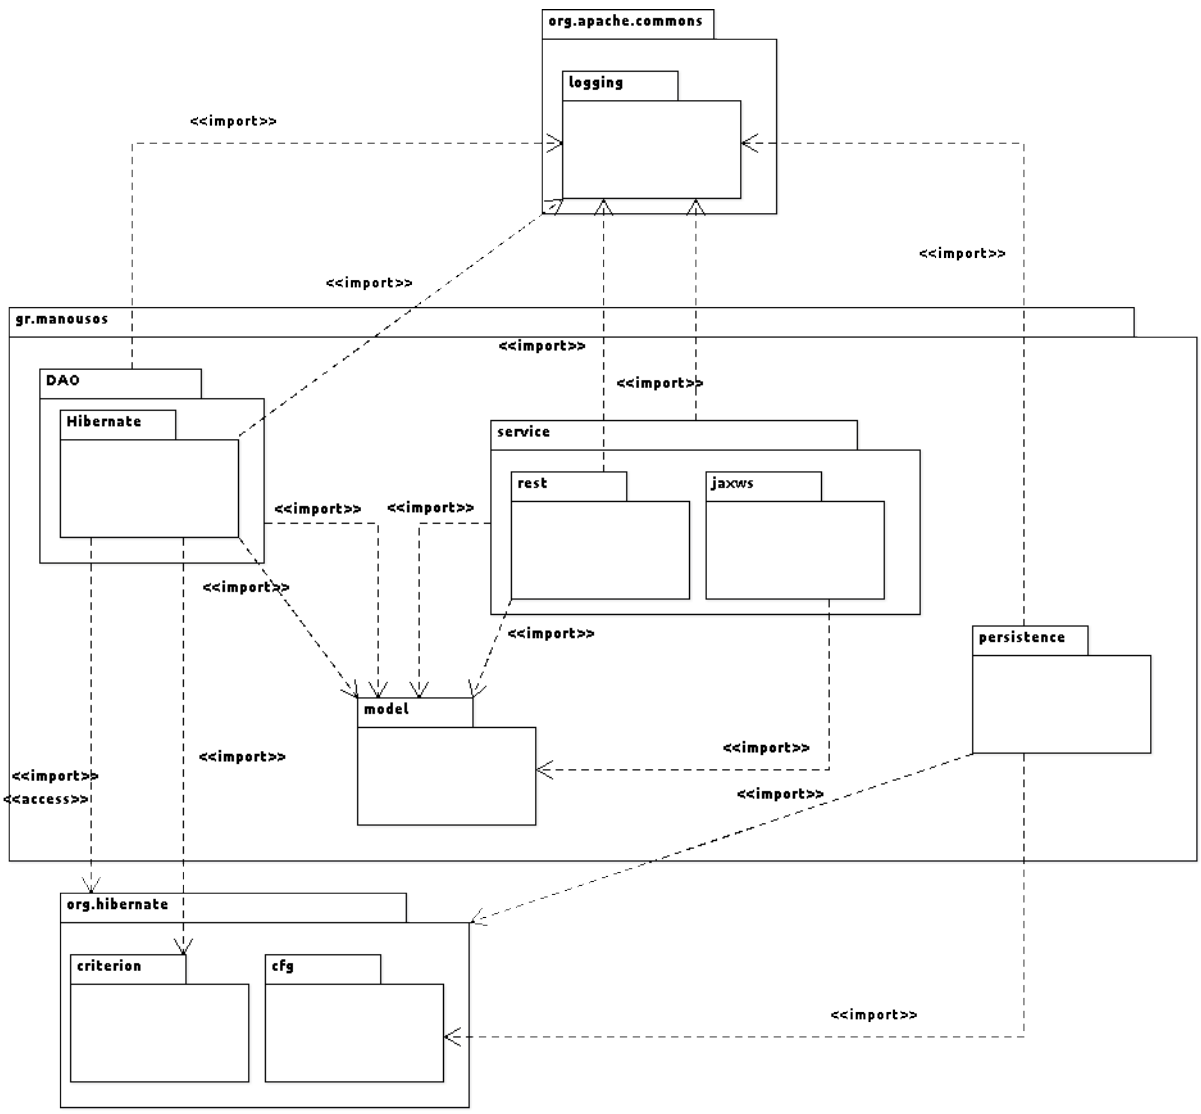 org.apache.commons
logging
<<import>>
<<import>>
<<import>>
gr.manousos
<<import>>
DAO
<<import>>
Hibernate
service
rest
jaxws
<<import>>
<<import>>
<<import>>
<<import>>
persistence
model
<<import>>
<<import>>
<<import>>
<<import>>
<<access>>
org.hibernate
criterion
cfg
<<import>>